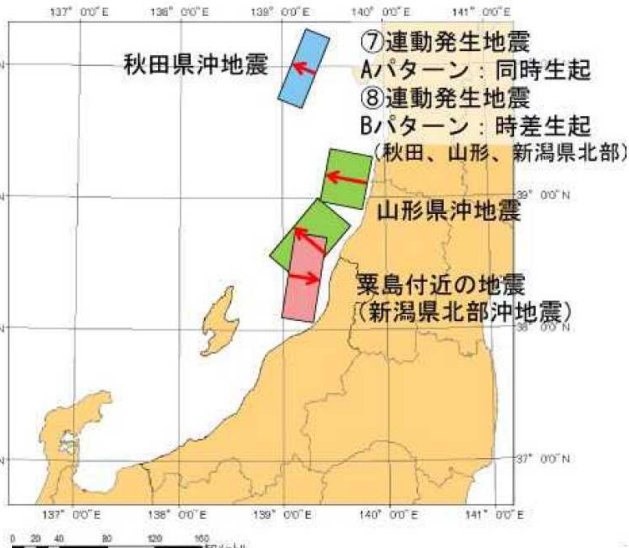 137° 0'0"E 138° 0'0"E 139° 0'0"E 140° 0'0"E 141° 0'0"E
⑦連動発生地震
秋田県沖地震
Aパターン：同時生起
⑧連動発生地震
Bパターン：時差生起
(秋田、山形、新潟県北部)
39° 0'0"N
山形県沖地震
粟島付近の地震
(新潟県北部沖地震)
38° 0'0"N
37° 0'0"N
137° 0'0"E 138° 0'0"E 139° 0'0"E 140° 0'0"E 141° 0'0"E
0 20 40 80 120 160